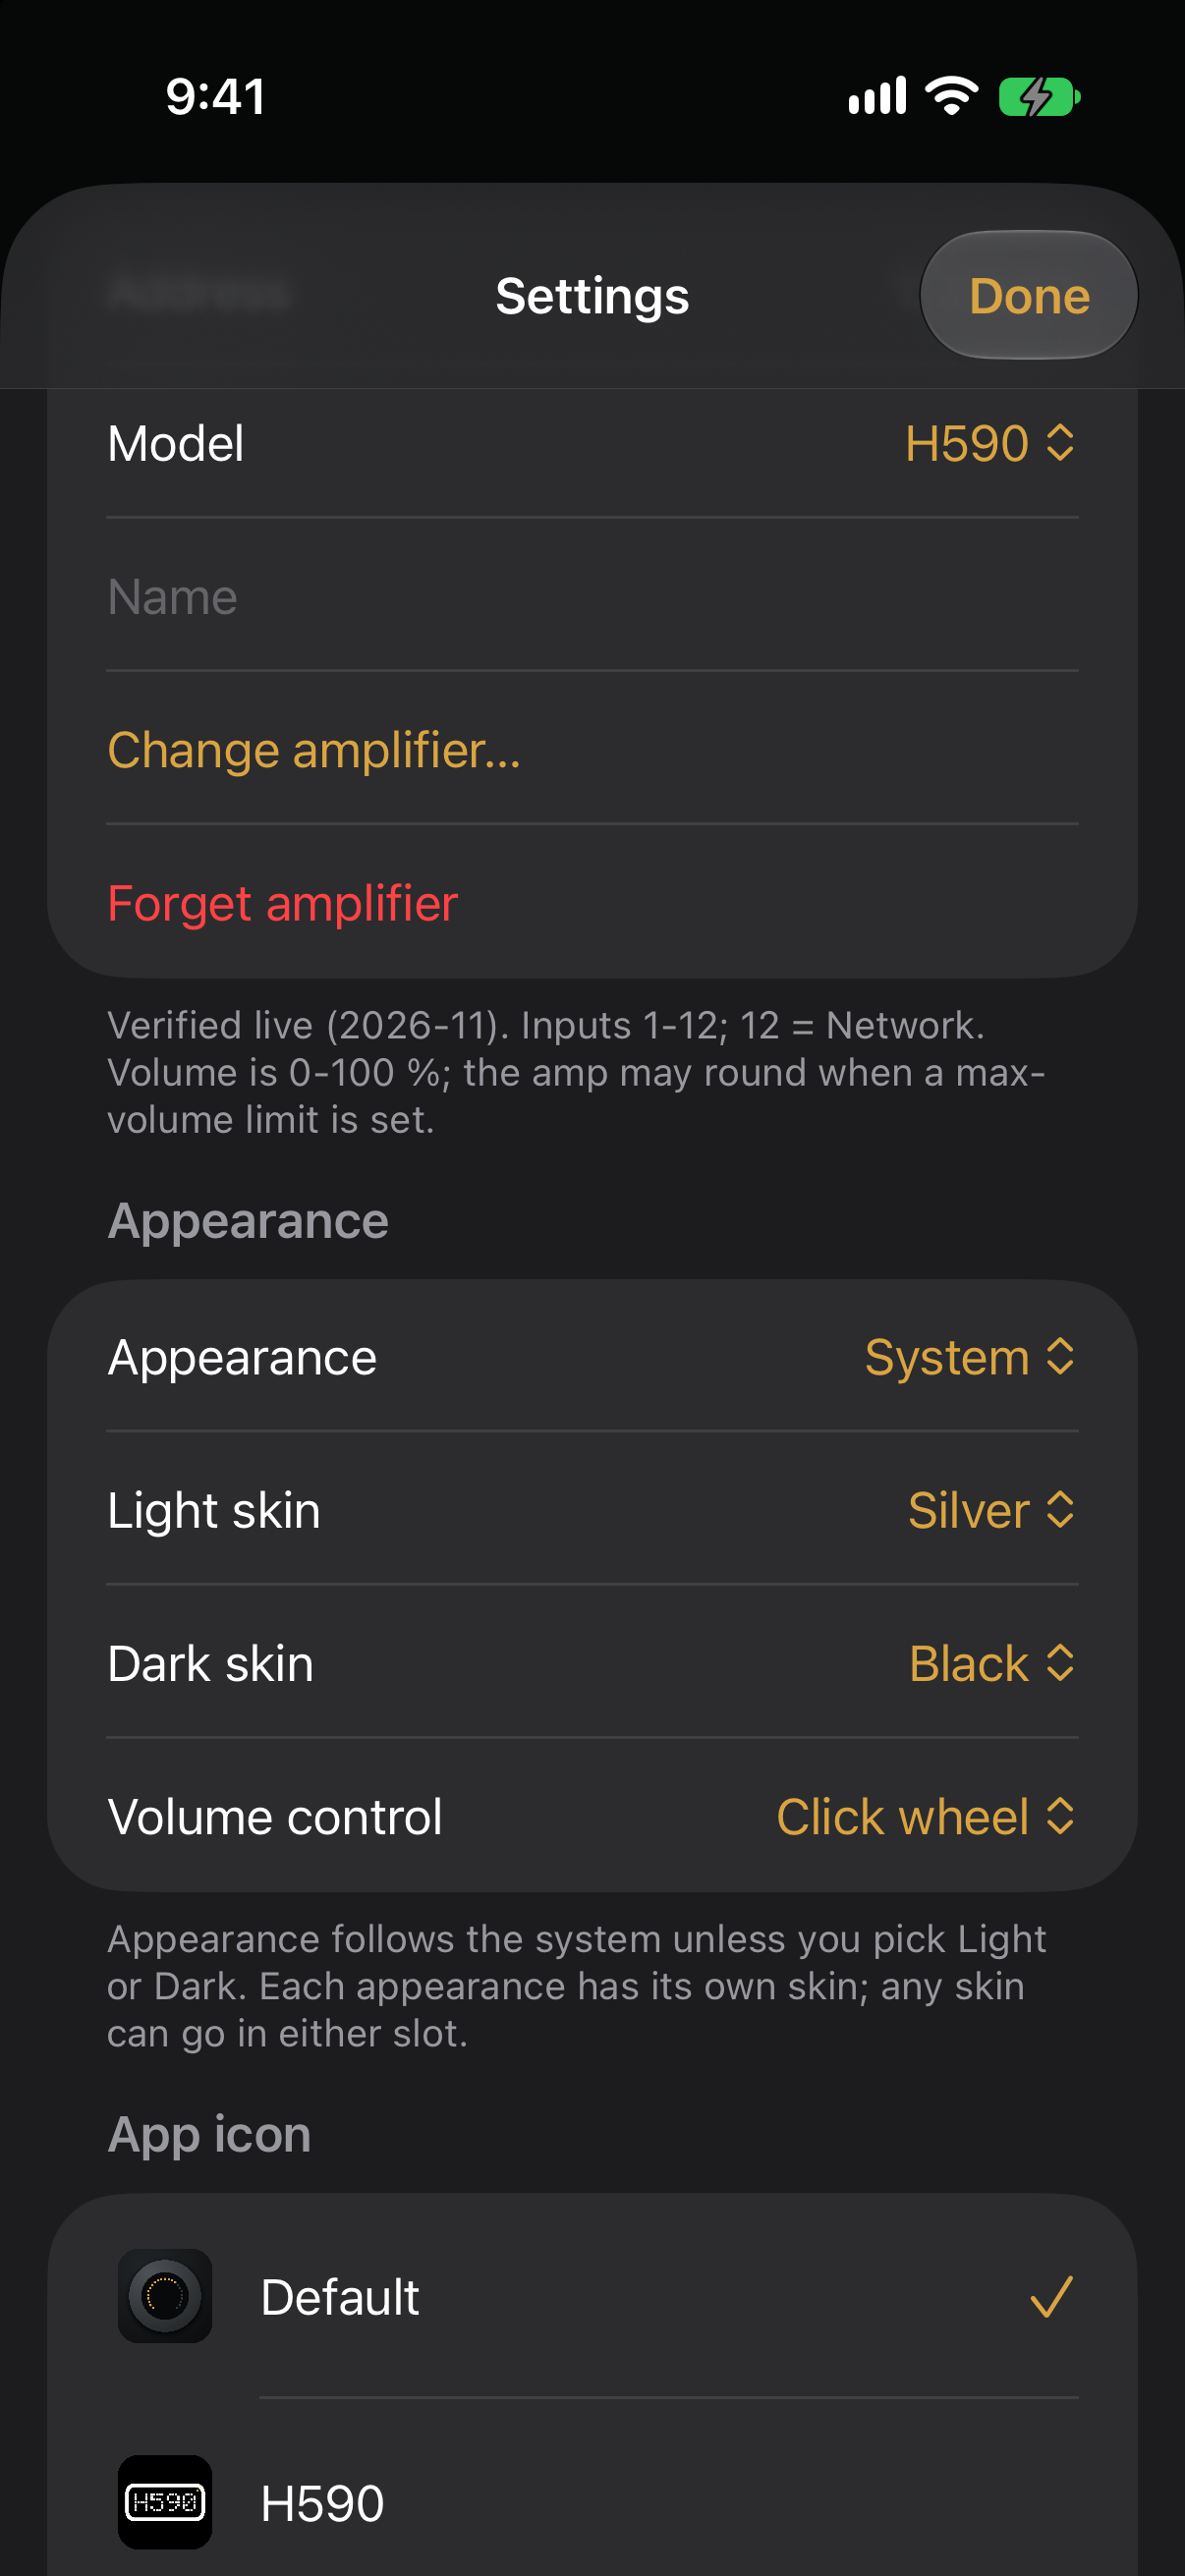 9:41
Address
Settings
Done
Model
H590
Name
Change amplifier...
Forget amplifier
Verified live (2026-11). Inputs 1-12; 12 = Network.
Volume is 0-100 %; the amp may round when a max-
volume limit is set.
Appearance
Appearance
System
Light skin
Silver
Dark skin
Black
Volume control
Click wheel
Appearance follows the system unless you pick Light
or Dark. Each appearance has its own skin; any skin
can go in either slot.
App icon
Default
H590
H590